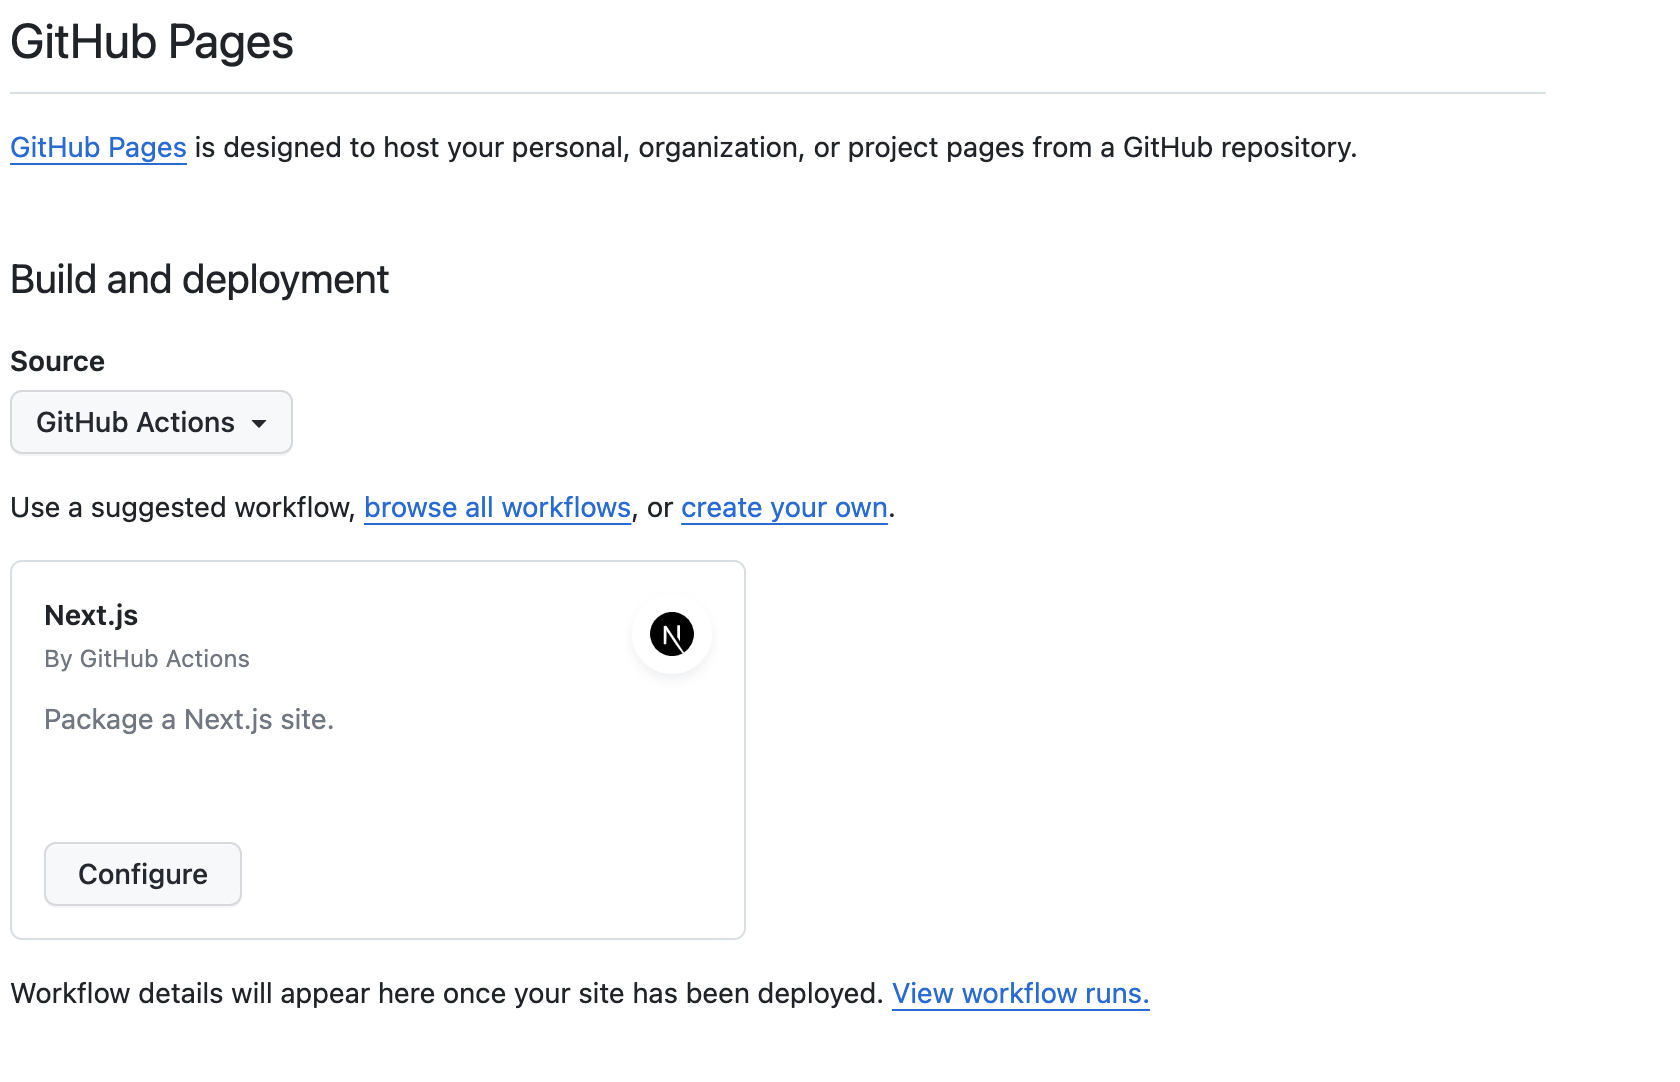 GitHub Pages
GitHub Pages is designed to host your personal, organization, or project pages from a GitHub repository.
Build and deployment
Source
GitHub Actions
Use a suggested workflow, browse all workflows, or create your own.
Next.js
N
By GitHub Actions
Package a Next.js site.
Configure
Workflow details will appear here once your site has been deployed. View workflow runs.